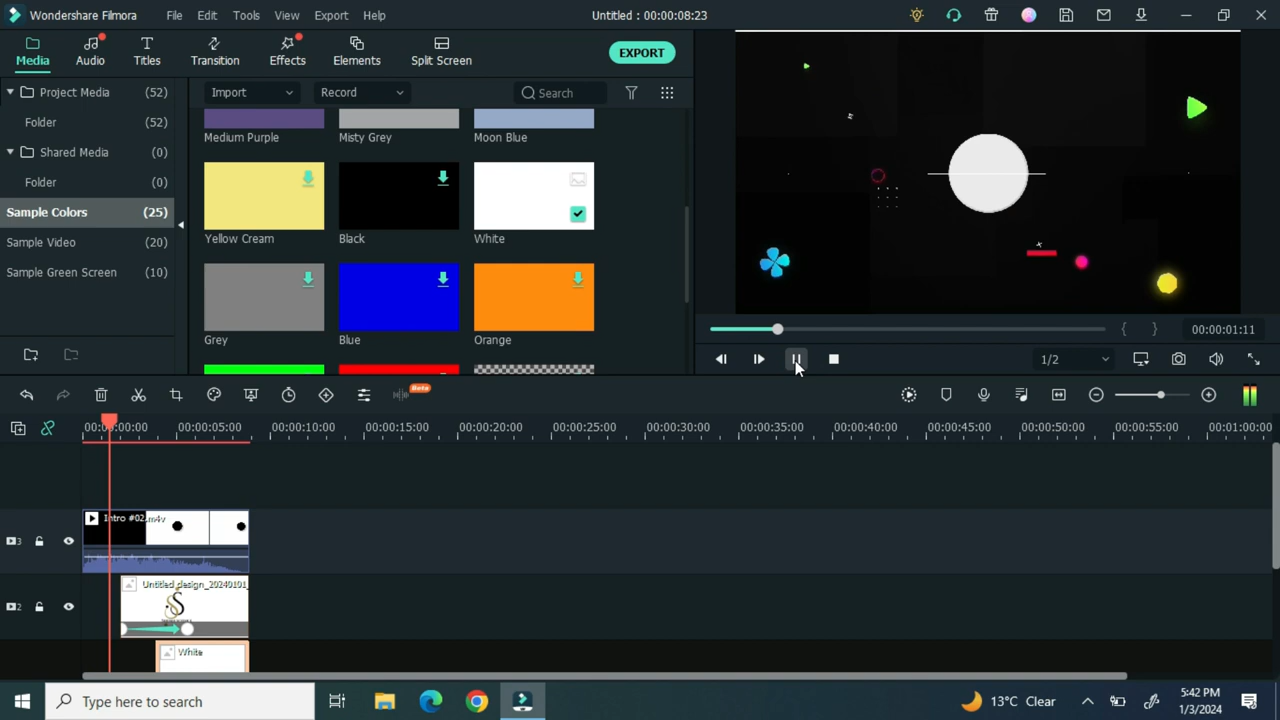 Wondershare Filmora
File
Edit
Tools
View
Export
Help
Untitled : 00:00:08:23
Media
Audio
Titles
Transition
Effects
Elements
Split Screen
EXPORT
Project Media (52)
Folder (52)
Shared Media (0)
Folder (0)
Sample Colors (25)
Sample Video (20)
Sample Green Screen (10)
Import
Record
Search
Medium Purple
Misty Grey
Moon Blue
Yellow Cream
Black
White
Grey
Blue
Orange
{ }
00:00:01:11
1/2
Beta
00:00:00:00
00:00:05:00
00:00:10:00
00:00:15:00
00:00:20:00
00:00:25:00
00:00:30:00
00:00:35:00
00:00:40:00
00:00:45:00
00:00:50:00
00:00:55:00
00:01:00:00
3
Intro #02.m4v
2
Untitled design_20240101_
White
Type here to search
13°C Clear
5:42 PM
1/3/2024